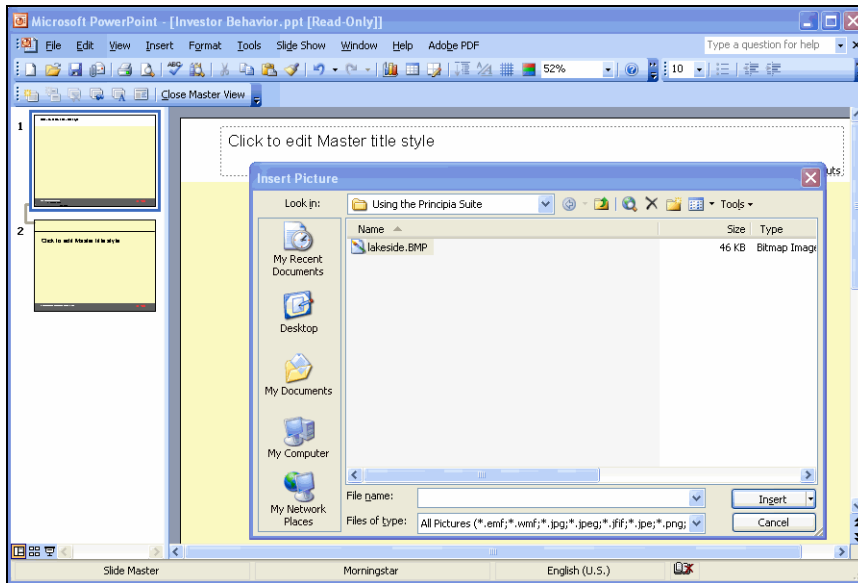 Microsoft PowerPoint - [Investor Behavior.ppt [Read-Only]]
File Edit View Insert Format Tools Slide Show Window Help Adobe PDF
Type a question for help
52%
10
Close Master View
1
Click to edit Master title style
Insert Picture
Look in:
Using the Principia Suite
Tools
Name
Size
Type
My Recent Documents
lakeside.BMP
46 KB
Bitmap Image
2
Click to edit Master title style
Desktop
My Documents
My Computer
My Network Places
File name:
Insert
Files of type:
All Pictures (*.emf;*.wmf;*.jpg;*.jpeg;*.jfif;*.jpe;*.png;
Cancel
Slide Master
Morningstar
English (U.S.)